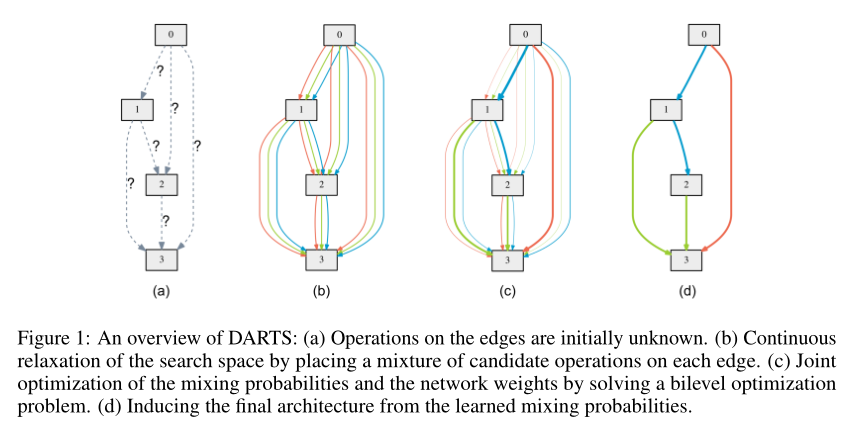 0
0
0
0
?
1
?
1
1
1
?
?
?
2
2
2
2
?
3
3
3
3
(a)
(b)
(c)
(d)
Figure 1: An overview of DARTS: (a) Operations on the edges are initially unknown. (b) Continuous
relaxation of the search space by placing a mixture of candidate operations on each edge. (c) Joint
optimization of the mixing probabilities and the network weights by solving a bilevel optimization
problem. (d) Inducing the final architecture from the learned mixing probabilities.